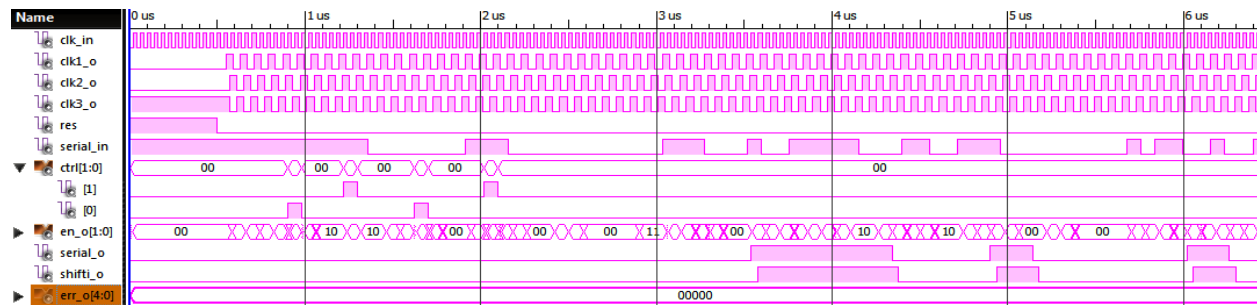 Name 0 us 1 us 2 us 3 us 4 us 5 us 6 us
clk_in
clk1_o
clk2_o
clk3_o
res
serial_in
ctrl[1:0] 00 00 00 00 00
[1]
[0]
en_o[1:0] 00 10 10 00 00 00 11 00 10 10 00 00
serial_o
shifti_o
err_o[4:0] 00000